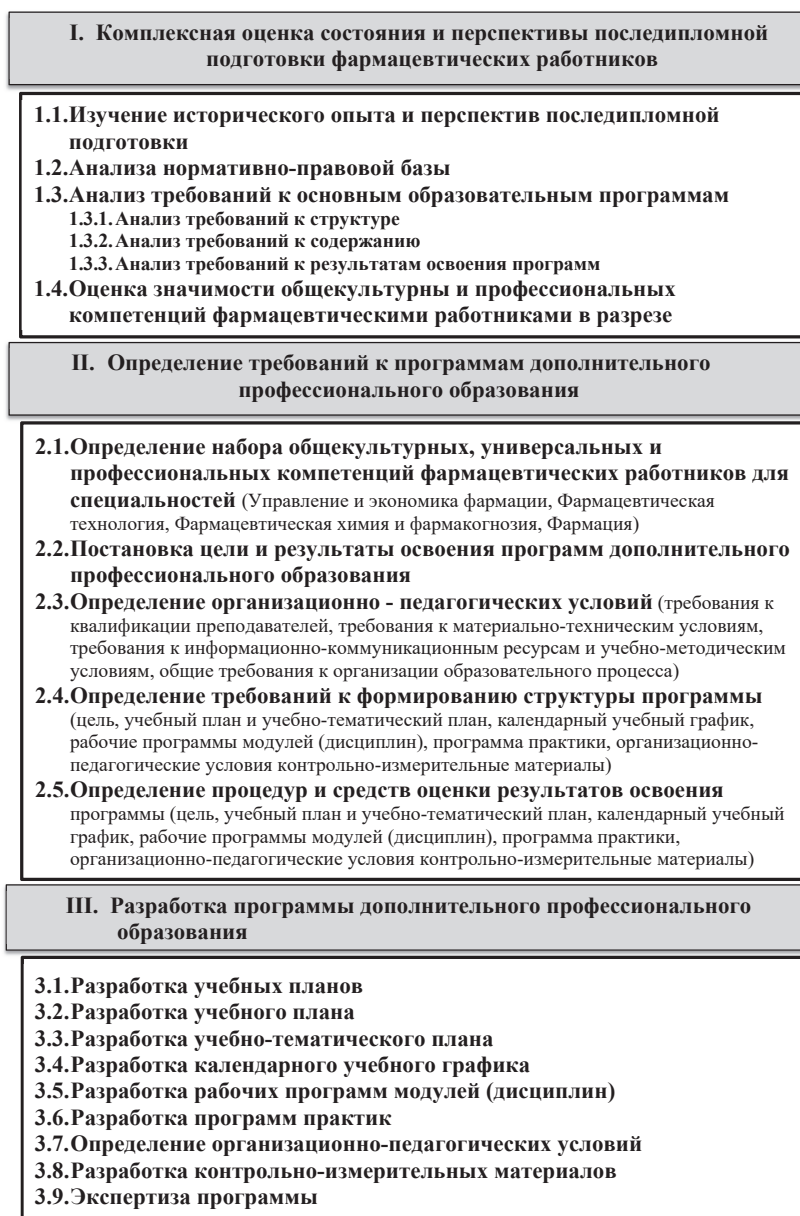 I. Комплексная оценка состояния и перспективы последипломной
подготовки фармацевтических работников
1.1.Изучение исторического опыта и перспектив последипломной
подготовки
1.2.Анализа нормативно-правовой базы
1.3.Анализ требований к основным образовательным программам
1.3.1.Анализ требований к структуре
1.3.2.Анализ требований к содержанию
1.3.3.Анализ требований к результатам освоения программ
1.4.Оценка значимости общекультурны и профессиональных
компетенций фармацевтическими работниками в разрезе
II. Определение требований к программам дополнительного
профессионального образования
2.1.Определение набора общекультурных, универсальных и
профессиональных компетенций фармацевтических работников для
специальностей (Управление и экономика фармации, Фармацевтическая
технология, Фармацевтическая химия и фармакогнозия, Фармация)
2.2.Постановка цели и результаты освоения программ дополнительного
профессионального образования
2.3.Определение организационно - педагогических условий (требования к
квалификации преподавателей, требования к материально-техническим условиям,
требования к информационно-коммуникационным ресурсам и учебно-методическим
условиям, общие требования к организации образовательного процесса)
2.4.Определение требований к формированию структуры программы
(цель, учебный план и учебно-тематический план, календарный учебный график,
рабочие программы модулей (дисциплин), программа практики, организационно-
педагогические условия контрольно-измерительные материалы)
2.5.Определение процедур и средств оценки результатов освоения
программы (цель, учебный план и учебно-тематический план, календарный учебный
график, рабочие программы модулей (дисциплин), программа практики,
организационно-педагогические условия контрольно-измерительные материалы)
III. Разработка программы дополнительного профессионального
образования
3.1.Разработка учебных планов
3.2.Разработка учебного плана
3.3.Разработка учебно-тематического плана
3.4.Разработка календарного учебного графика
3.5.Разработка рабочих программ модулей (дисциплин)
3.6.Разработка программ практик
3.7.Определение организационно-педагогических условий
3.8.Разработка контрольно-измерительных материалов
3.9.Экспертиза программы